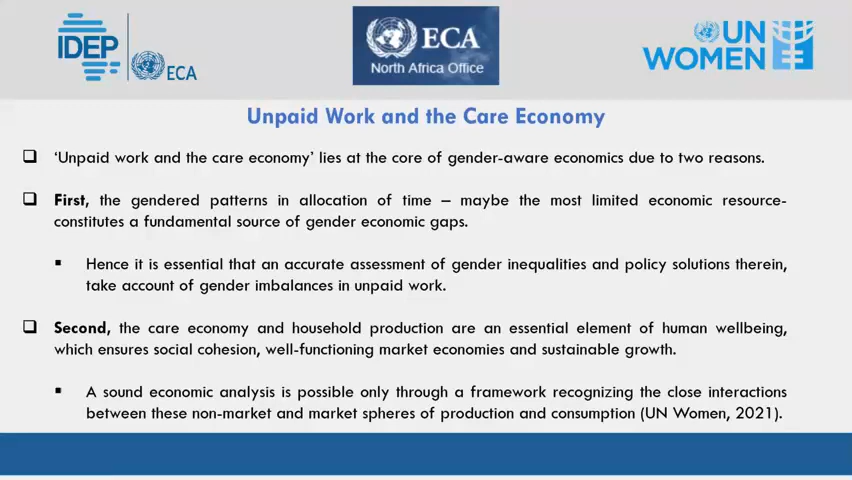 IDEP
ECA
ECA
North Africa Office
UN
WOMEN
Unpaid Work and the Care Economy
‘Unpaid work and the care economy’ lies at the core of gender-aware economics due to two reasons.
First, the gendered patterns in allocation of time – maybe the most limited economic resource-
constitutes a fundamental source of gender economic gaps.
Hence it is essential that an accurate assessment of gender inequalities and policy solutions therein,
take account of gender imbalances in unpaid work.
Second, the care economy and household production are an essential element of human wellbeing,
which ensures social cohesion, well-functioning market economies and sustainable growth.
A sound economic analysis is possible only through a framework recognizing the close interactions
between these non-market and market spheres of production and consumption (UN Women, 2021).